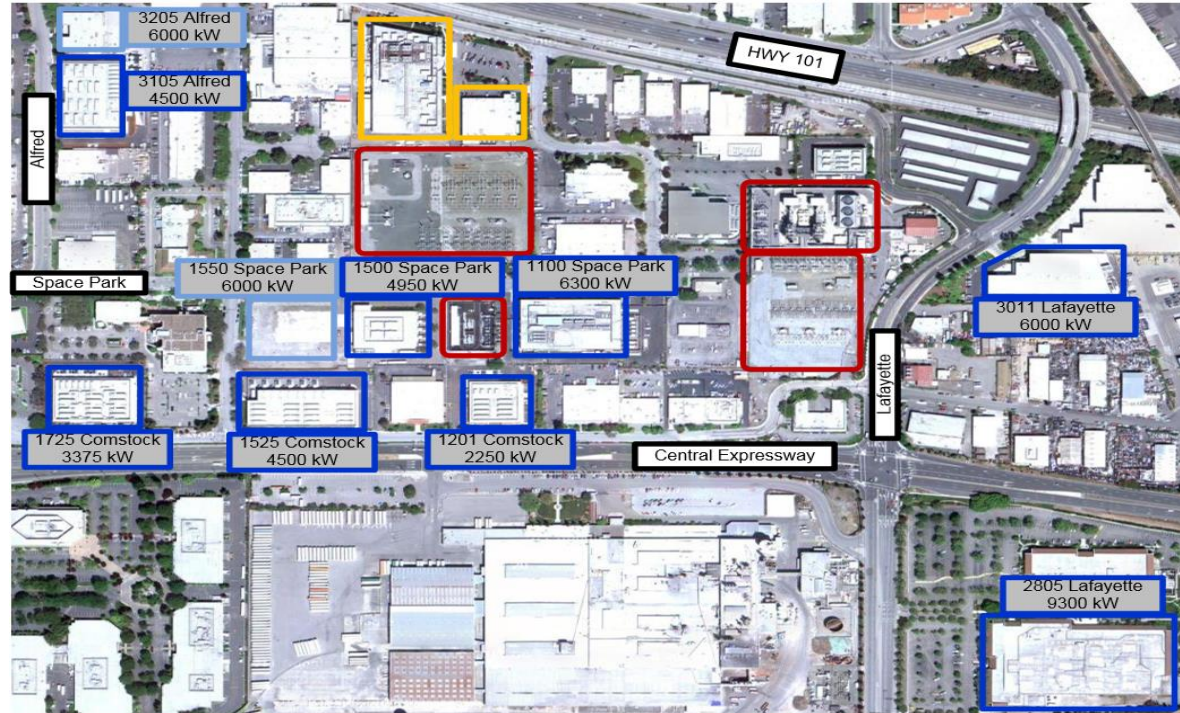 3205 Alfred
6000 kW
3105 Alfred
4500 kW
HWY 101
Alfred
Space Park
1550 Space Park
6000 kW
1500 Space Park
4950 kW
1100 Space Park
6300 kW
3011 Lafayette
6000 kW
Lafayette
1725 Comstock
3375 kW
1525 Comstock
4500 kW
1201 Comstock
2250 kW
Central Expressway
2805 Lafayette
9300 kW